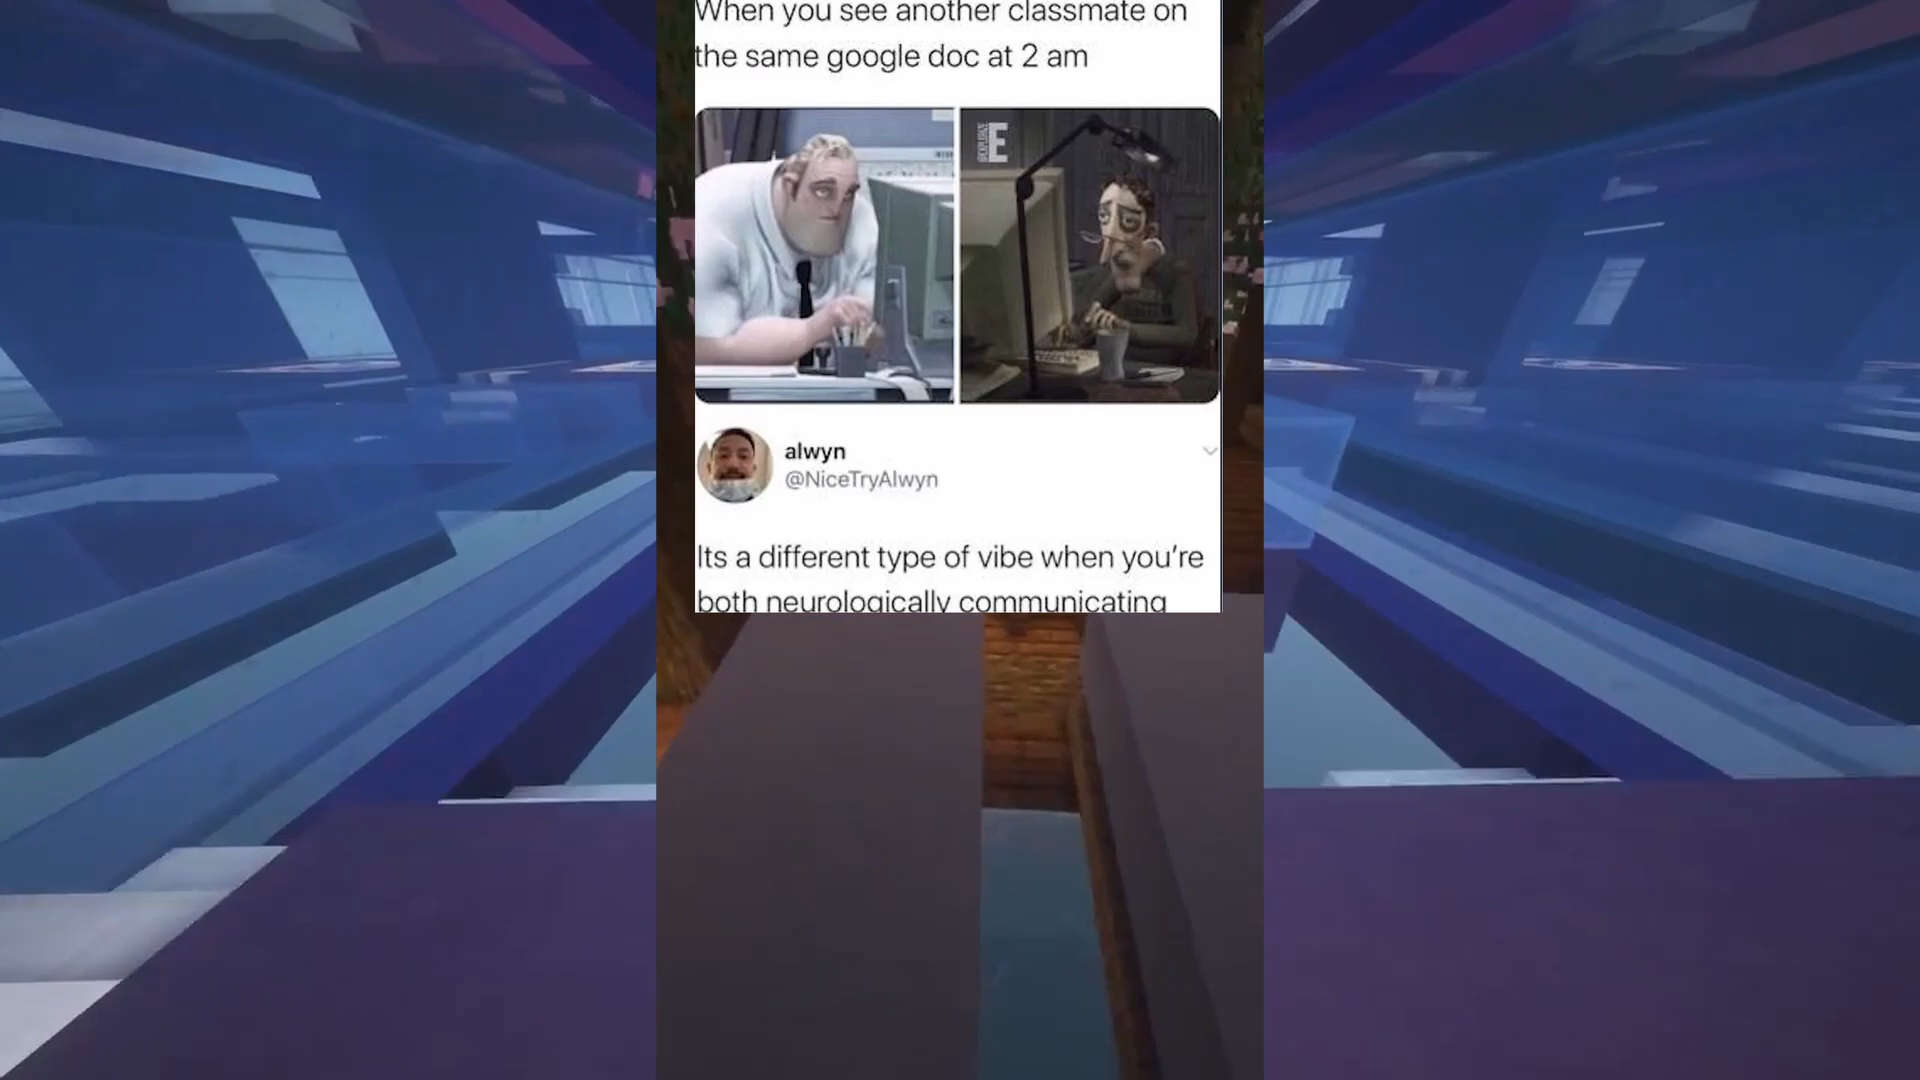 When you see another classmate on
the same google doc at 2 am
E
alwyn
@NiceTryAlwyn
Its a different type of vibe when you're
both neurologically communicating